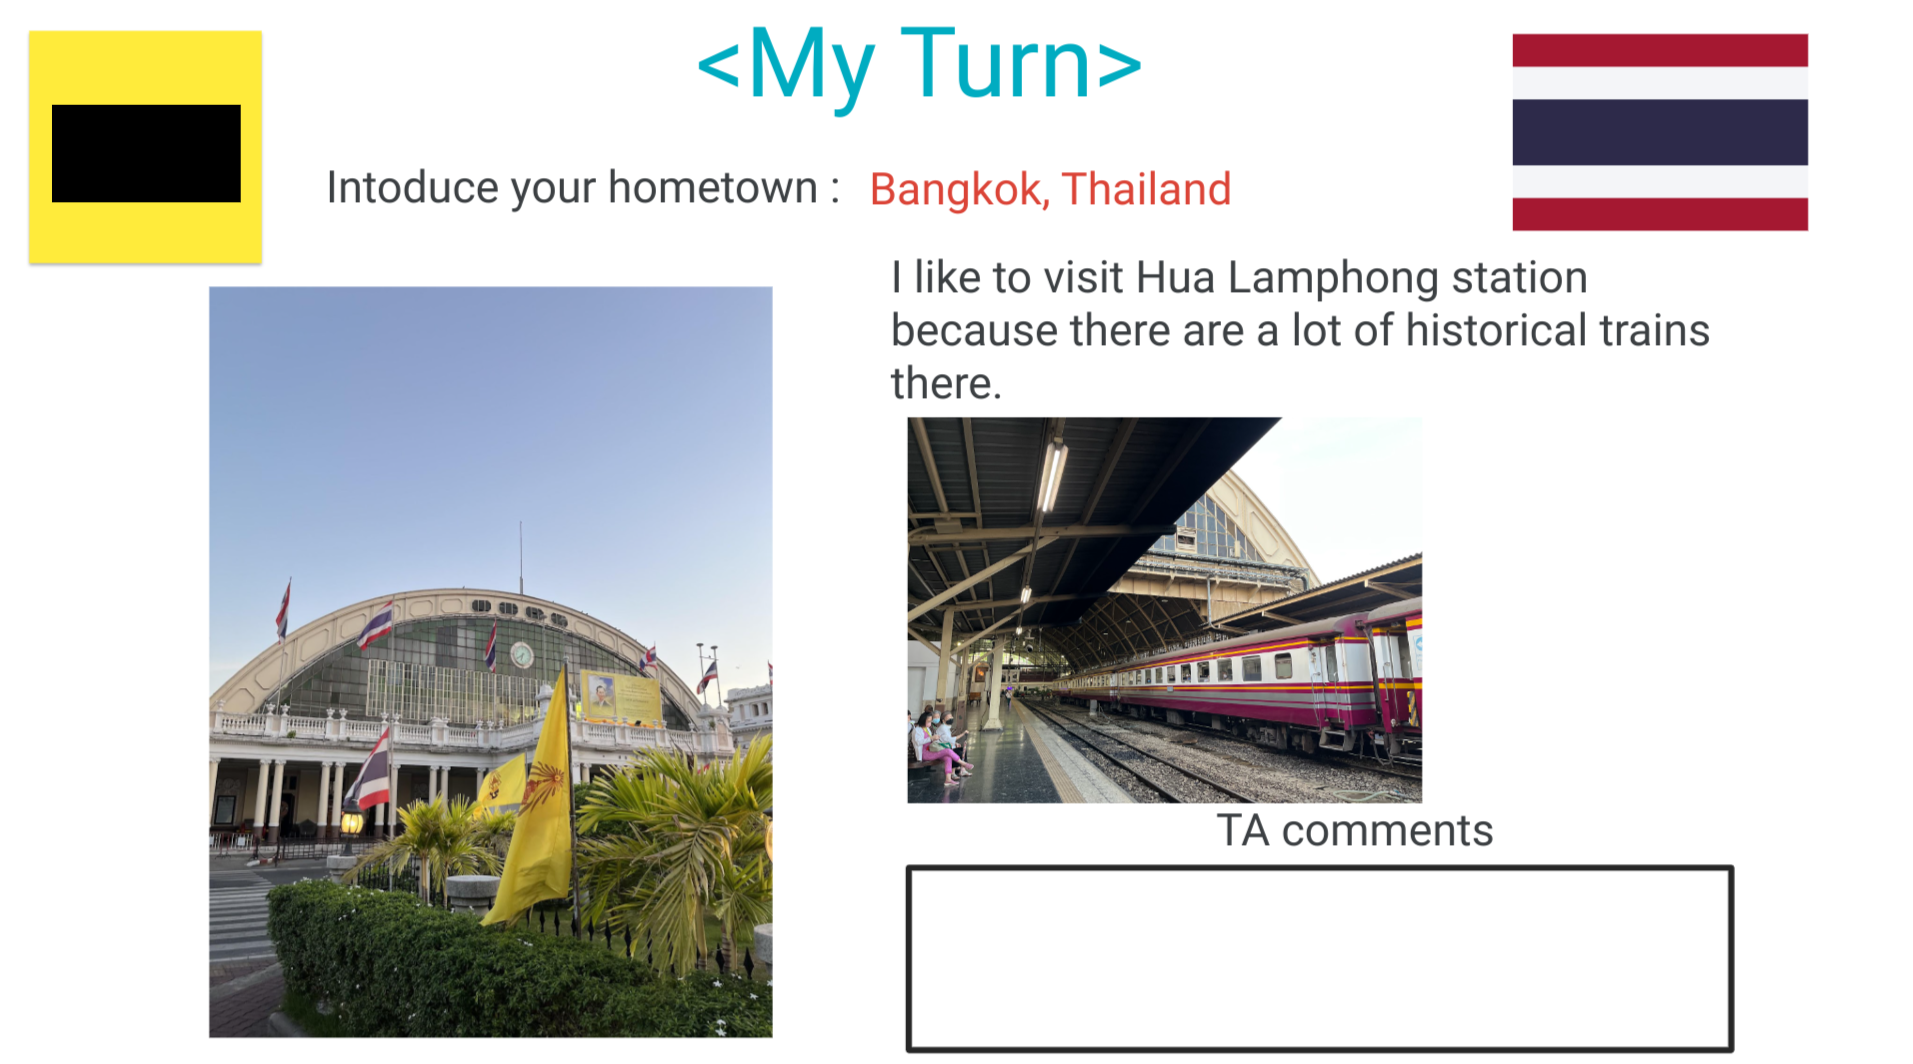 <My Turn>
Intoduce your hometown : Bangkok, Thailand
I like to visit Hua Lamphong station
because there are a lot of historical trains
there.
TA comments